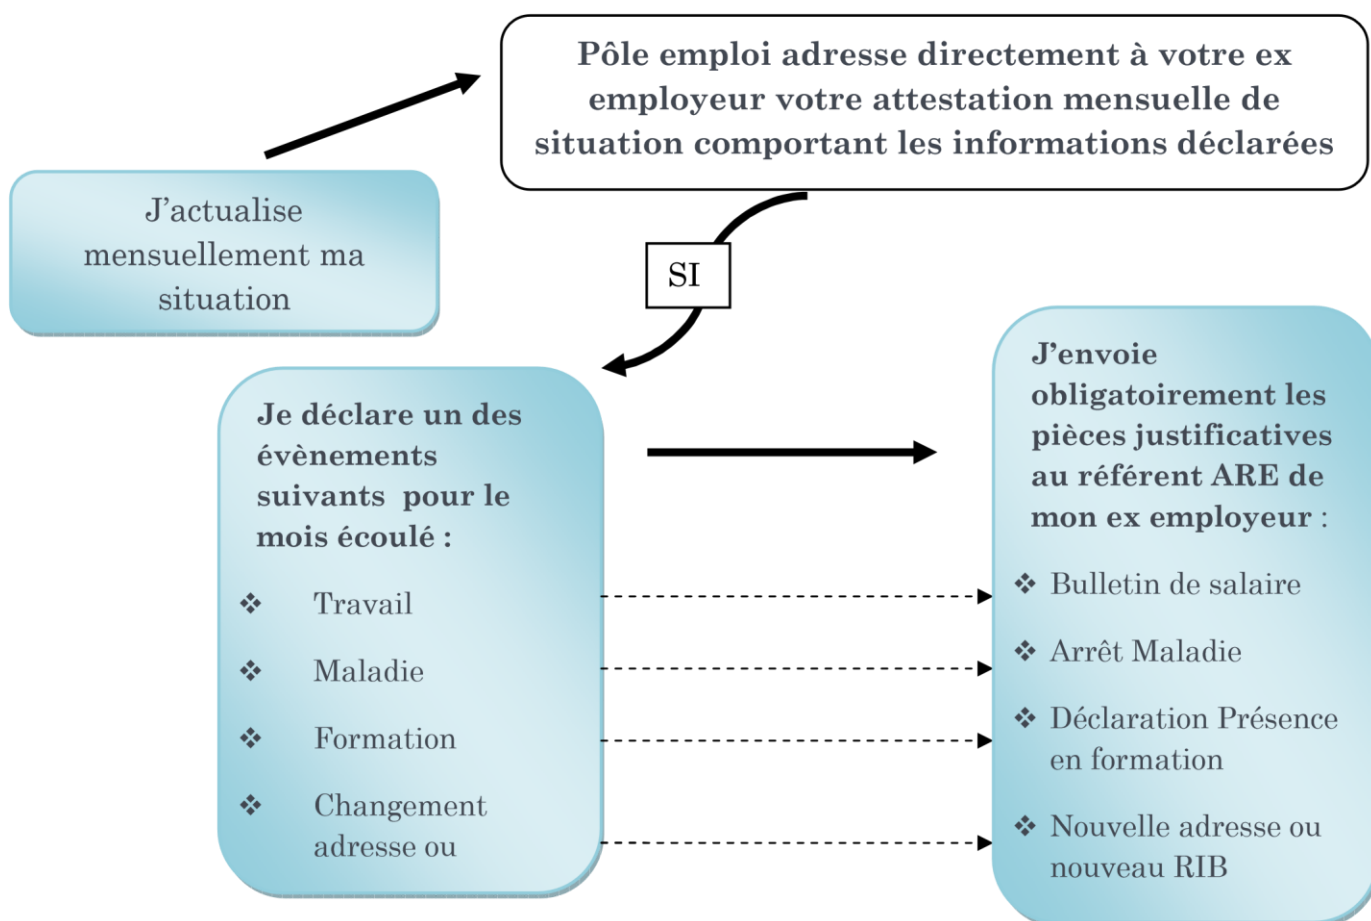 Pôle emploi adresse directement à votre ex
employeur votre attestation mensuelle de
situation comportant les informations déclarées
J’actualise
mensuellement ma
situation
SI
Je déclare un des
évènements
suivants  pour le
mois écoulé :
❖ Travail
❖ Maladie
❖ Formation
❖ Changement
adresse ou
J’envoie
obligatoirement les
pièces justificatives
au référent ARE de
mon ex employeur :
❖ Bulletin de salaire
❖ Arrêt Maladie
❖ Déclaration Présence
en formation
❖ Nouvelle adresse ou
nouveau RIB